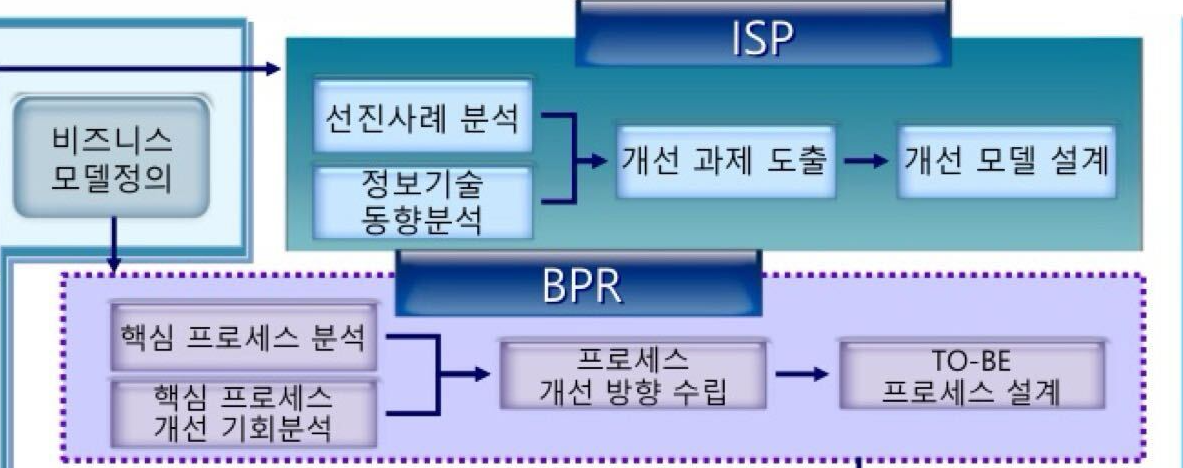 ISP
비즈니스
모델정의
선진사례 분석
정보기술
동향분석
개선 과제 도출
개선 모델 설계
BPR
핵심 프로세스 분석
핵심 프로세스
개선 기회분석
프로세스
개선 방향 수립
TO-BE
프로세스 설계